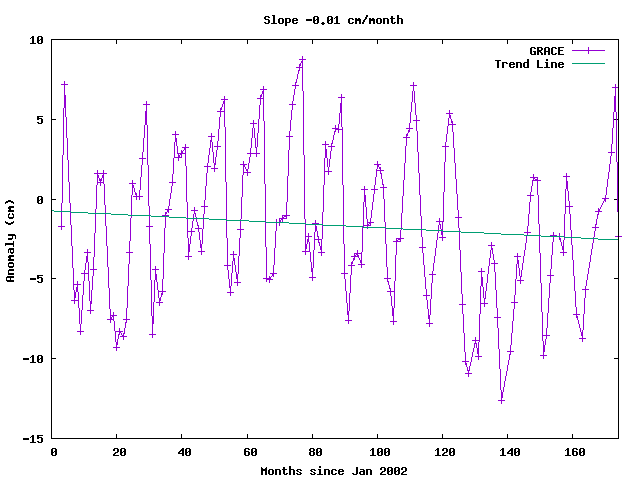 Slope -0.01 cm/month
GRACE
Trend Line
10
5
0
-5
-10
-15
Anomaly (cm)
0 20 40 60 80 100 120 140 160
Months since Jan 2002